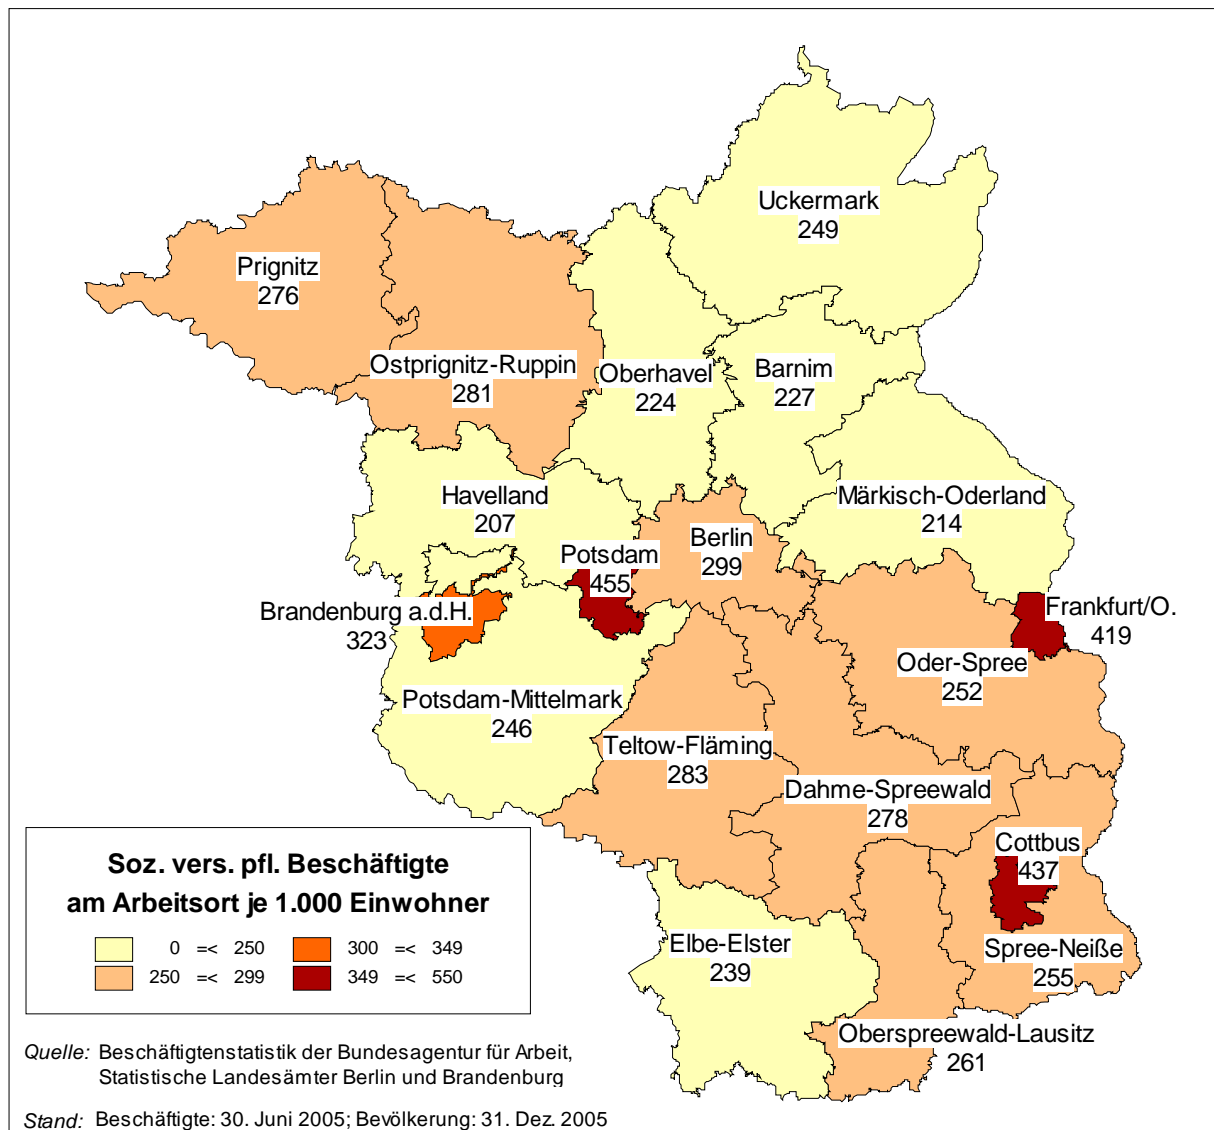 Uckermark
249
Prignitz
276
Ostprignitz-Ruppin
281
Oberhavel
224
Barnim
227
Havelland
207
Märkisch-Oderland
214
Berlin
299
Potsdam
455
Brandenburg a.d.H.
323
Frankfurt/O.
419
Oder-Spree
252
Potsdam-Mittelmark
246
Teltow-Fläming
283
Dahme-Spreewald
278
Cottbus
437
Spree-Neiße
255
Elbe-Elster
239
Oberspreewald-Lausitz
261
Soz. vers. pfl. Beschäftigte
am Arbeitsort je 1.000 Einwohner
0 =< 250 300 =< 349
250 =< 299 349 =< 550
Quelle: Beschäftigtenstatistik der Bundesagentur für Arbeit,
Statistische Landesämter Berlin und Brandenburg
Stand: Beschäftigte: 30. Juni 2005; Bevölkerung: 31. Dez. 2005